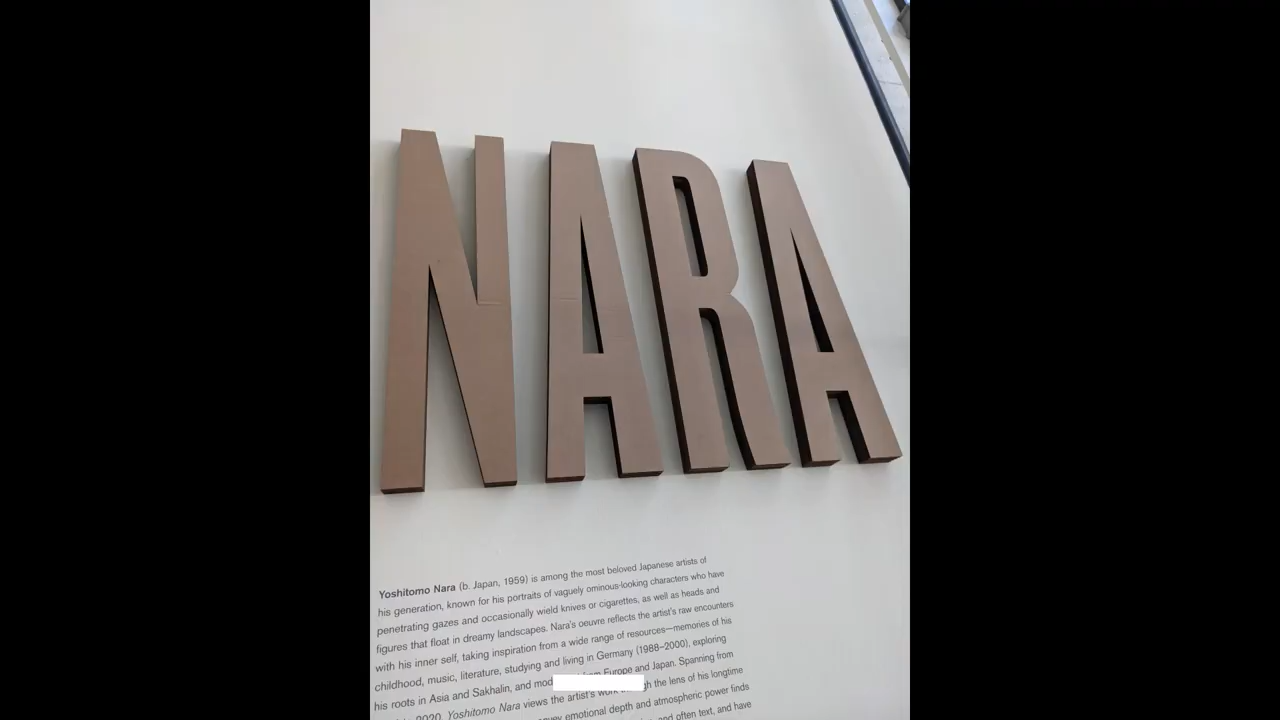 NARA
Yoshitomo Nara (b. Japan, 1959) is among the most beloved Japanese artists of
his generation, known for his portraits of vaguely ominous-looking characters who have
penetrating gazes and occasionally wield knives or cigarettes, as well as heads and
figures that float in dreamy landscapes. Nara's oeuvre reflects the artist's raw encounters
with his inner self, taking inspiration from a wide range of resources—memories of his
childhood, music, literature, studying and living in Germany (1988–2000), exploring
his roots in Asia and Sakhalin, and from Europe and Japan. Spanning from
2020, Yoshitomo Nara views the artist's work through the lens of his longtime
emotional depth and atmospheric power finds
and often text, and have